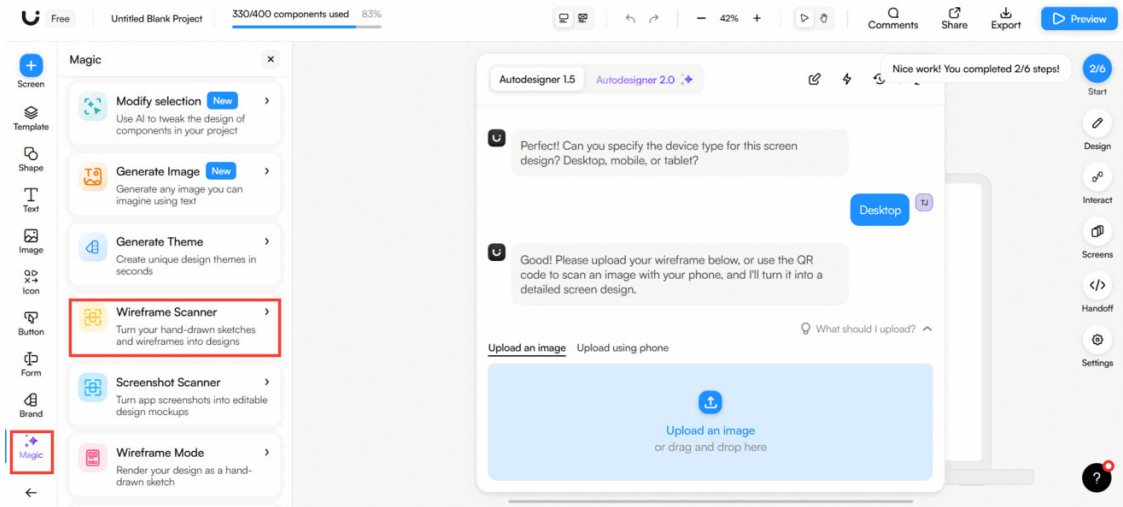 Free
Untitled Blank Project
330/400 components used 83%
42%
Comments
Share
Export
Preview
Screen
Template
Shape
Text
Image
Icon
Button
Form
Brand
Magic
Magic
Modify selection New
Use AI to tweak the design of
components in your project
Generate Image New
Generate any image you can
imagine using text
Generate Theme
Create unique design themes in
seconds
Wireframe Scanner
Turn your hand-drawn sketches
and wireframes into designs
Screenshot Scanner
Turn app screenshots into editable
design mockups
Wireframe Mode
Render your design as a hand-
drawn sketch
Autodesigner 1.5
Autodesigner 2.0
Nice work! You completed 2/6 steps!
Perfect! Can you specify the device type for this screen
design? Desktop, mobile, or tablet?
Desktop
TJ
Good! Please upload your wireframe below, or use the QR
code to scan an image with your phone, and I'll turn it into a
detailed screen design.
What should I upload?
Upload an image
Upload using phone
Upload an image
or drag and drop here
2/6
Start
Design
Interact
Screens
Handoff
Settings
?